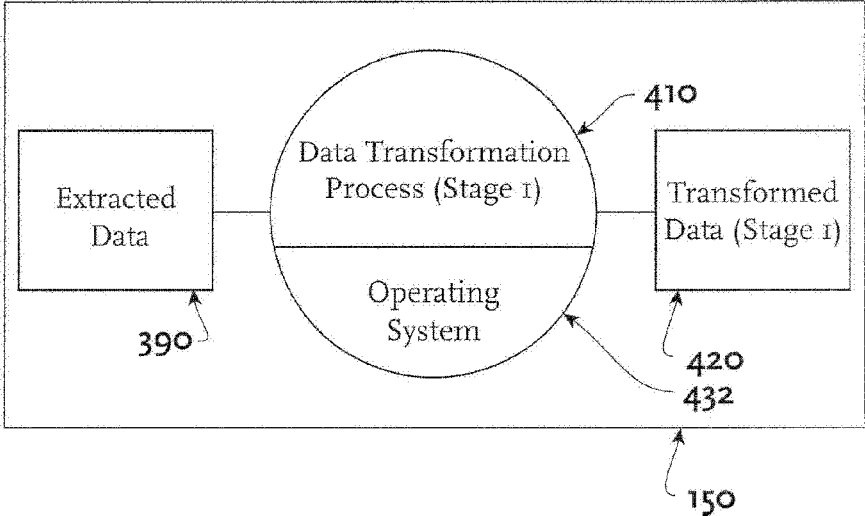 410
Data Transformation
Process (Stage 1)
Extracted
Data
Transformed
Data (Stage 1)
Operating
System
390
420
432
150